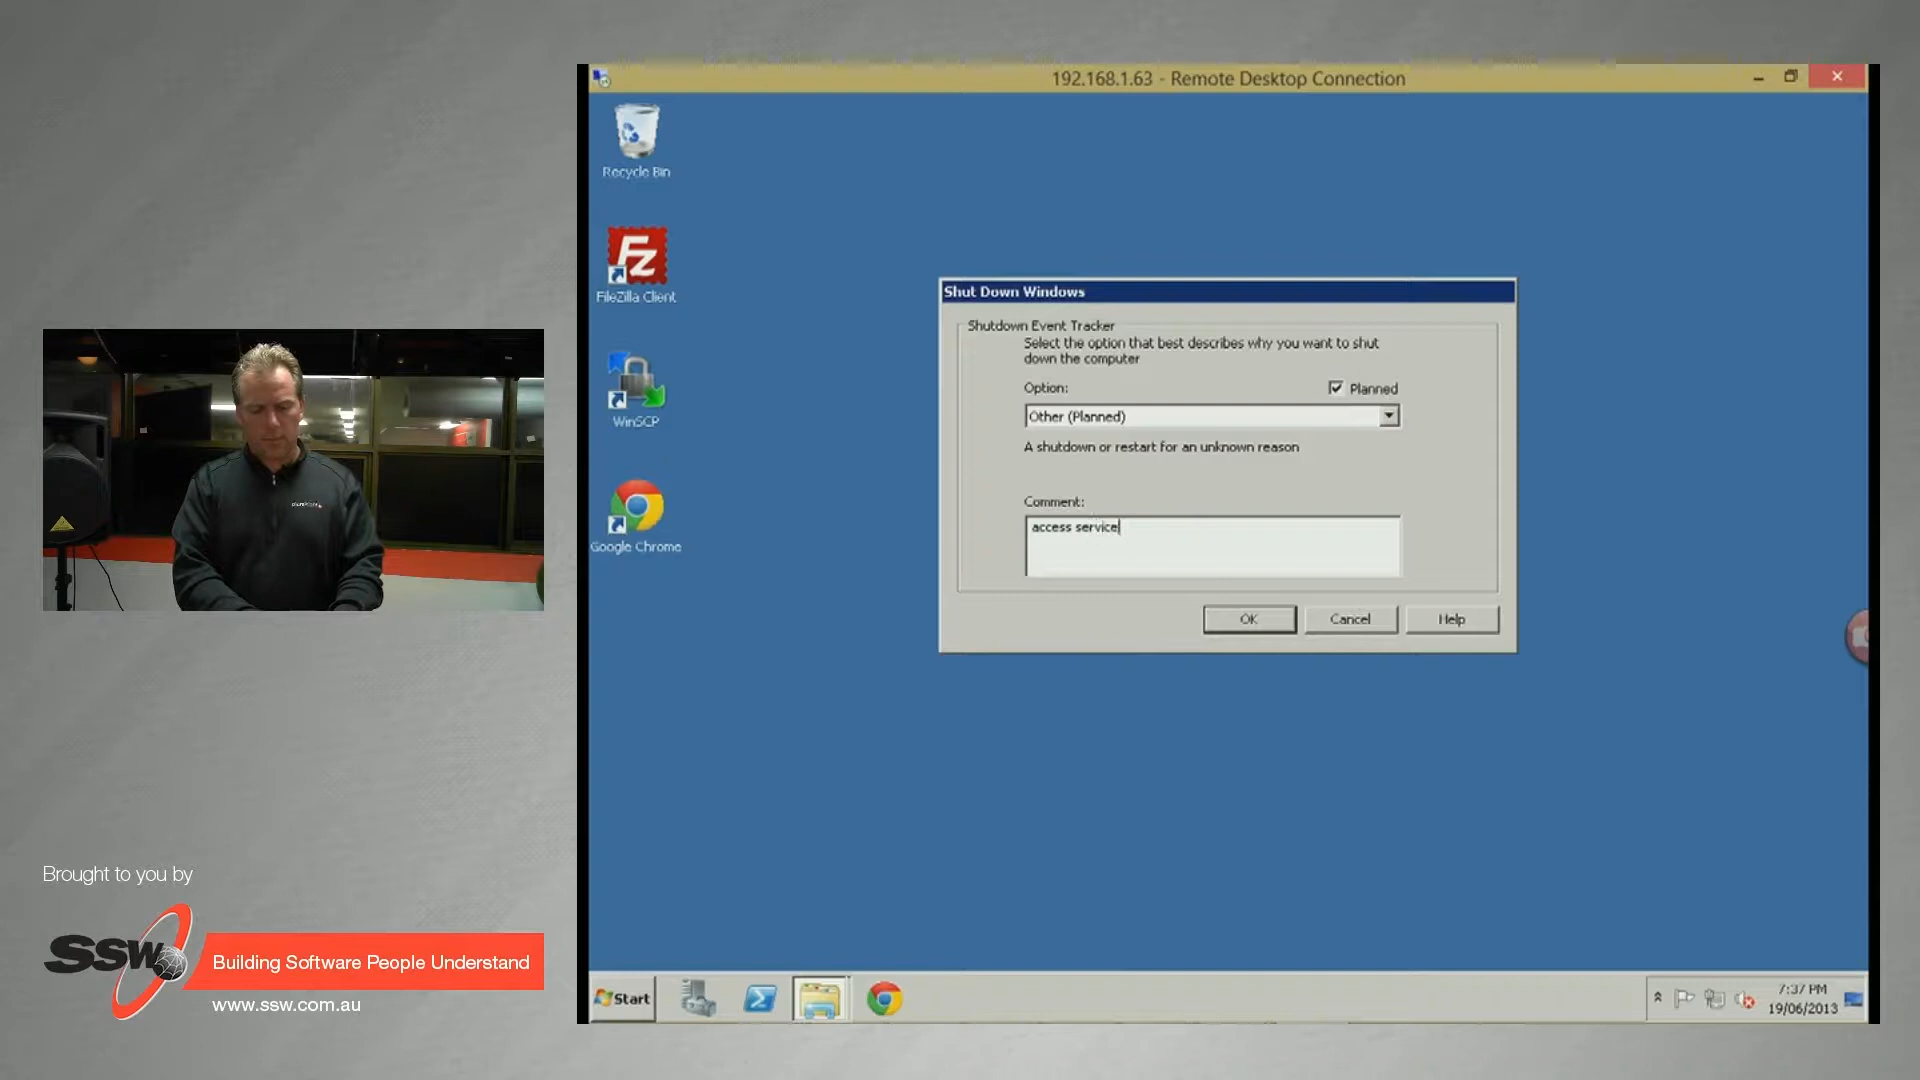 192.168.1.63 - Remote Desktop Connection
Recycle Bin
FileZilla Client
WinSCP
Google Chrome
Shut Down Windows
Shutdown Event Tracker
Select the option that best describes why you want to shut
down the computer
Option:
Planned
Other (Planned)
A shutdown or restart for an unknown reason
Comment:
access service
OK
Cancel
Help
Brought to you by
SSW
Building Software People Understand
www.ssw.com.au
Start
7:37 PM
19/06/2013